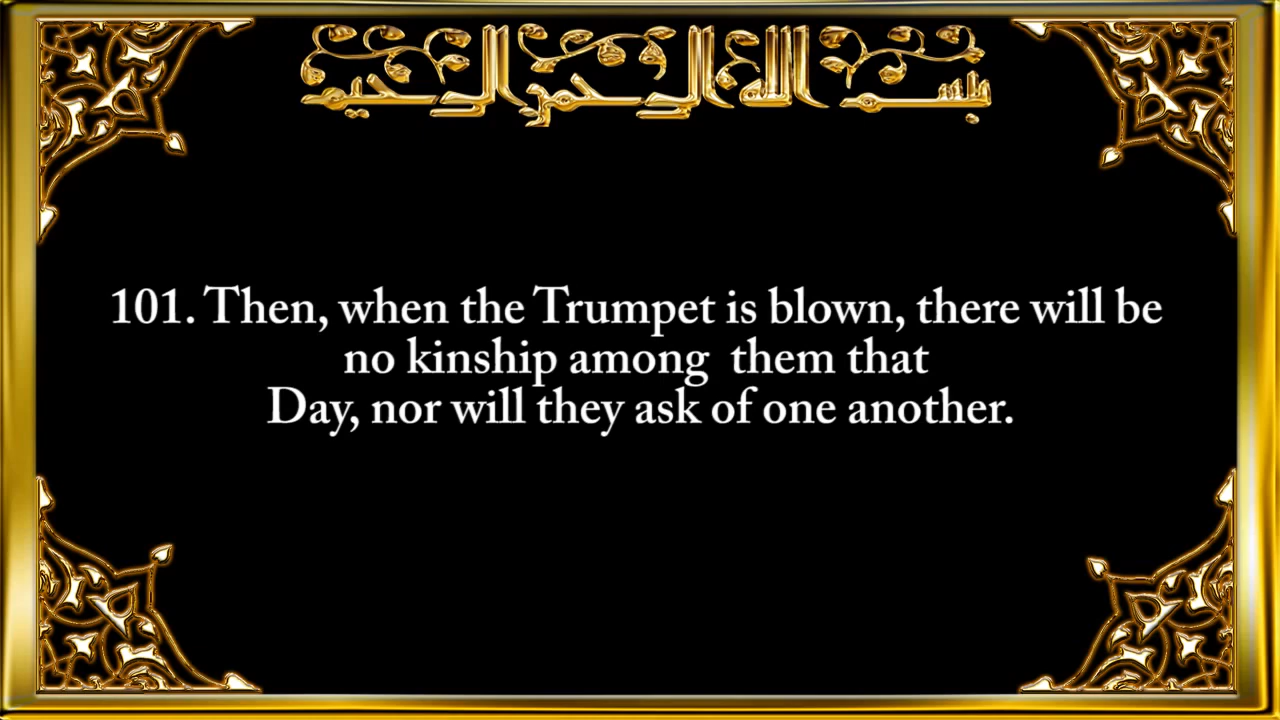 بسم الله الرحمن الرحيم
101. Then, when the Trumpet is blown, there will be
no kinship among  them that
Day, nor will they ask of one another.